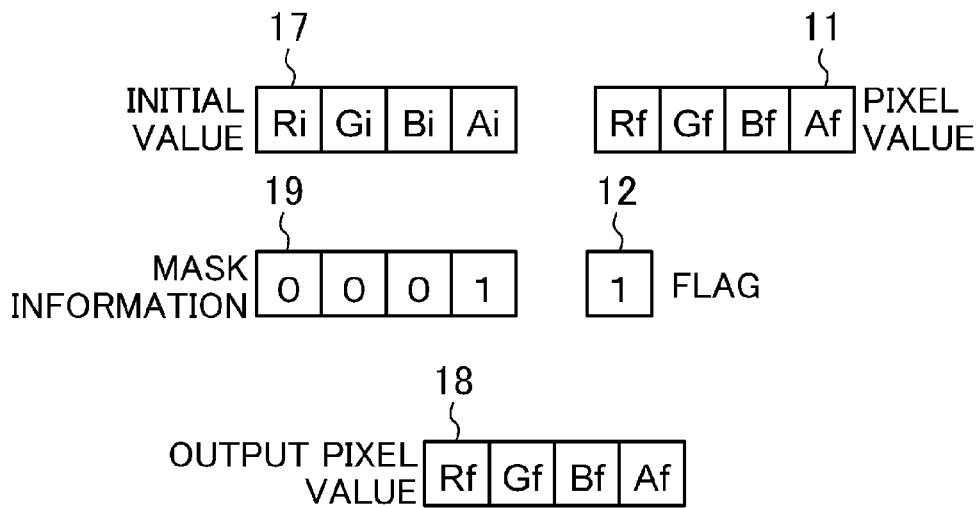 17 11
INITIAL VALUE Ri Gi Bi Ai Rf Gf Bf Af PIXEL VALUE
19 12
MASK INFORMATION 0 0 0 1 1 FLAG
18
OUTPUT PIXEL VALUE Rf Gf Bf Af